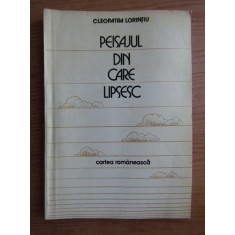 CLEOPATRA LORINȚIU
PEISAJUL
DIN
CARE
LIPSESC
cartea românească